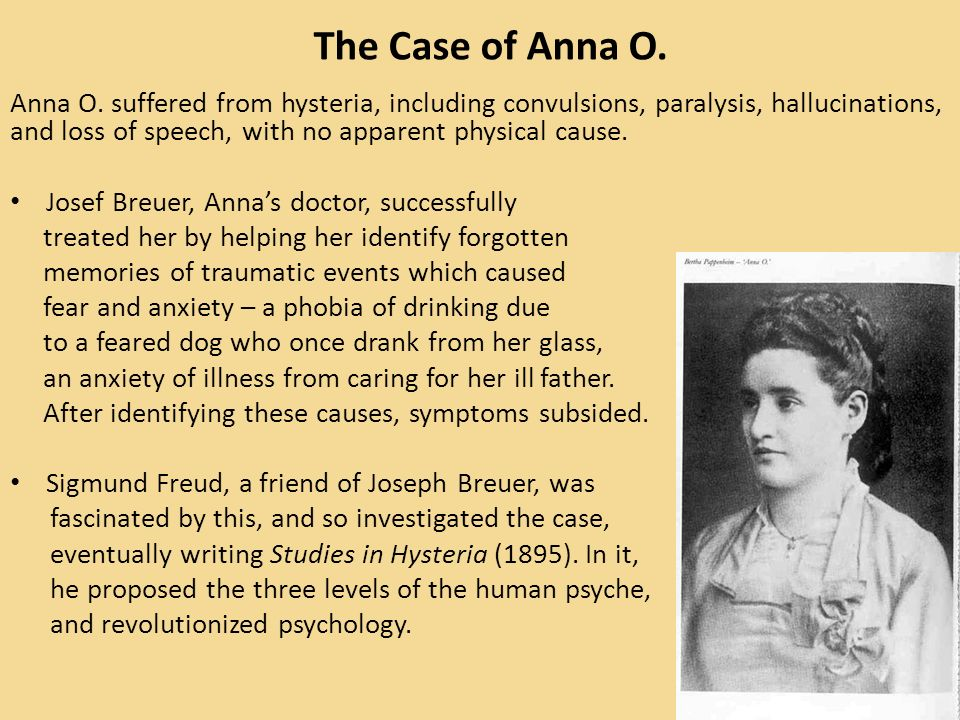 The Case of Anna O.
Anna O. suffered from hysteria, including convulsions, paralysis, hallucinations,
and loss of speech, with no apparent physical cause.
• Josef Breuer, Anna’s doctor, successfully
treated her by helping her identify forgotten
memories of traumatic events which caused
fear and anxiety – a phobia of drinking due
to a feared dog who once drank from her glass,
an anxiety of illness from caring for her ill father.
After identifying these causes, symptoms subsided.
Bertha Pappenheim – ‘Anna O.’
• Sigmund Freud, a friend of Joseph Breuer, was
fascinated by this, and so investigated the case,
eventually writing Studies in Hysteria (1895). In it,
he proposed the three levels of the human psyche,
and revolutionized psychology.